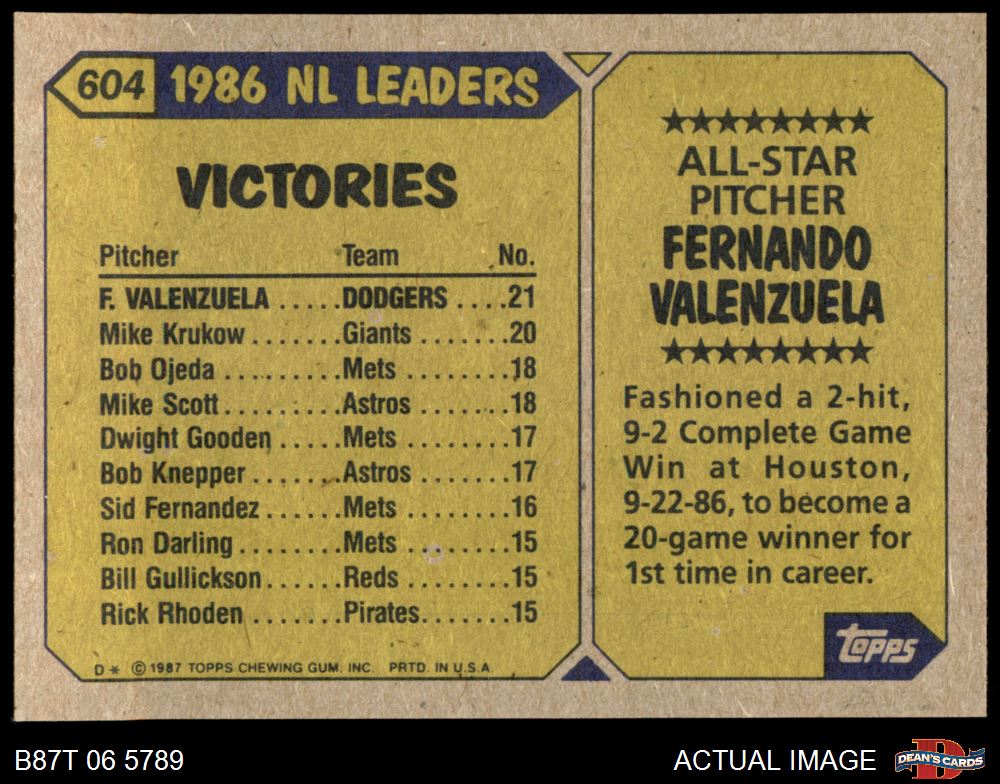 604 1986 NL LEADERS
VICTORIES
Pitcher Team No.
F. VALENZUELA .....DODGERS ....21
Mike Krukow.......Giants .......20
Bob Ojeda .........Mets ........18
Mike Scott.........Astros .......18
Dwight Gooden .....Mets ........17
Bob Knepper.......Astros .......17
Sid Fernandez......Mets ........16
Ron Darling........Mets ........15
Bill Gullickson......Reds ........15
Rick Rhoden .......Pirates.......15
D * © 1987 TOPPS CHEWING GUM, INC. PRTD. IN U.S.A.
★★★★★★★★
ALL-STAR
PITCHER
FERNANDO
VALENZUELA
★★★★★★★★
Fashioned a 2-hit,
9-2 Complete Game
Win at Houston,
9-22-86, to become a
20-game winner for
1st time in career.
topps
B87T 06 5789
ACTUAL IMAGE
D
DEAN'S CARDS